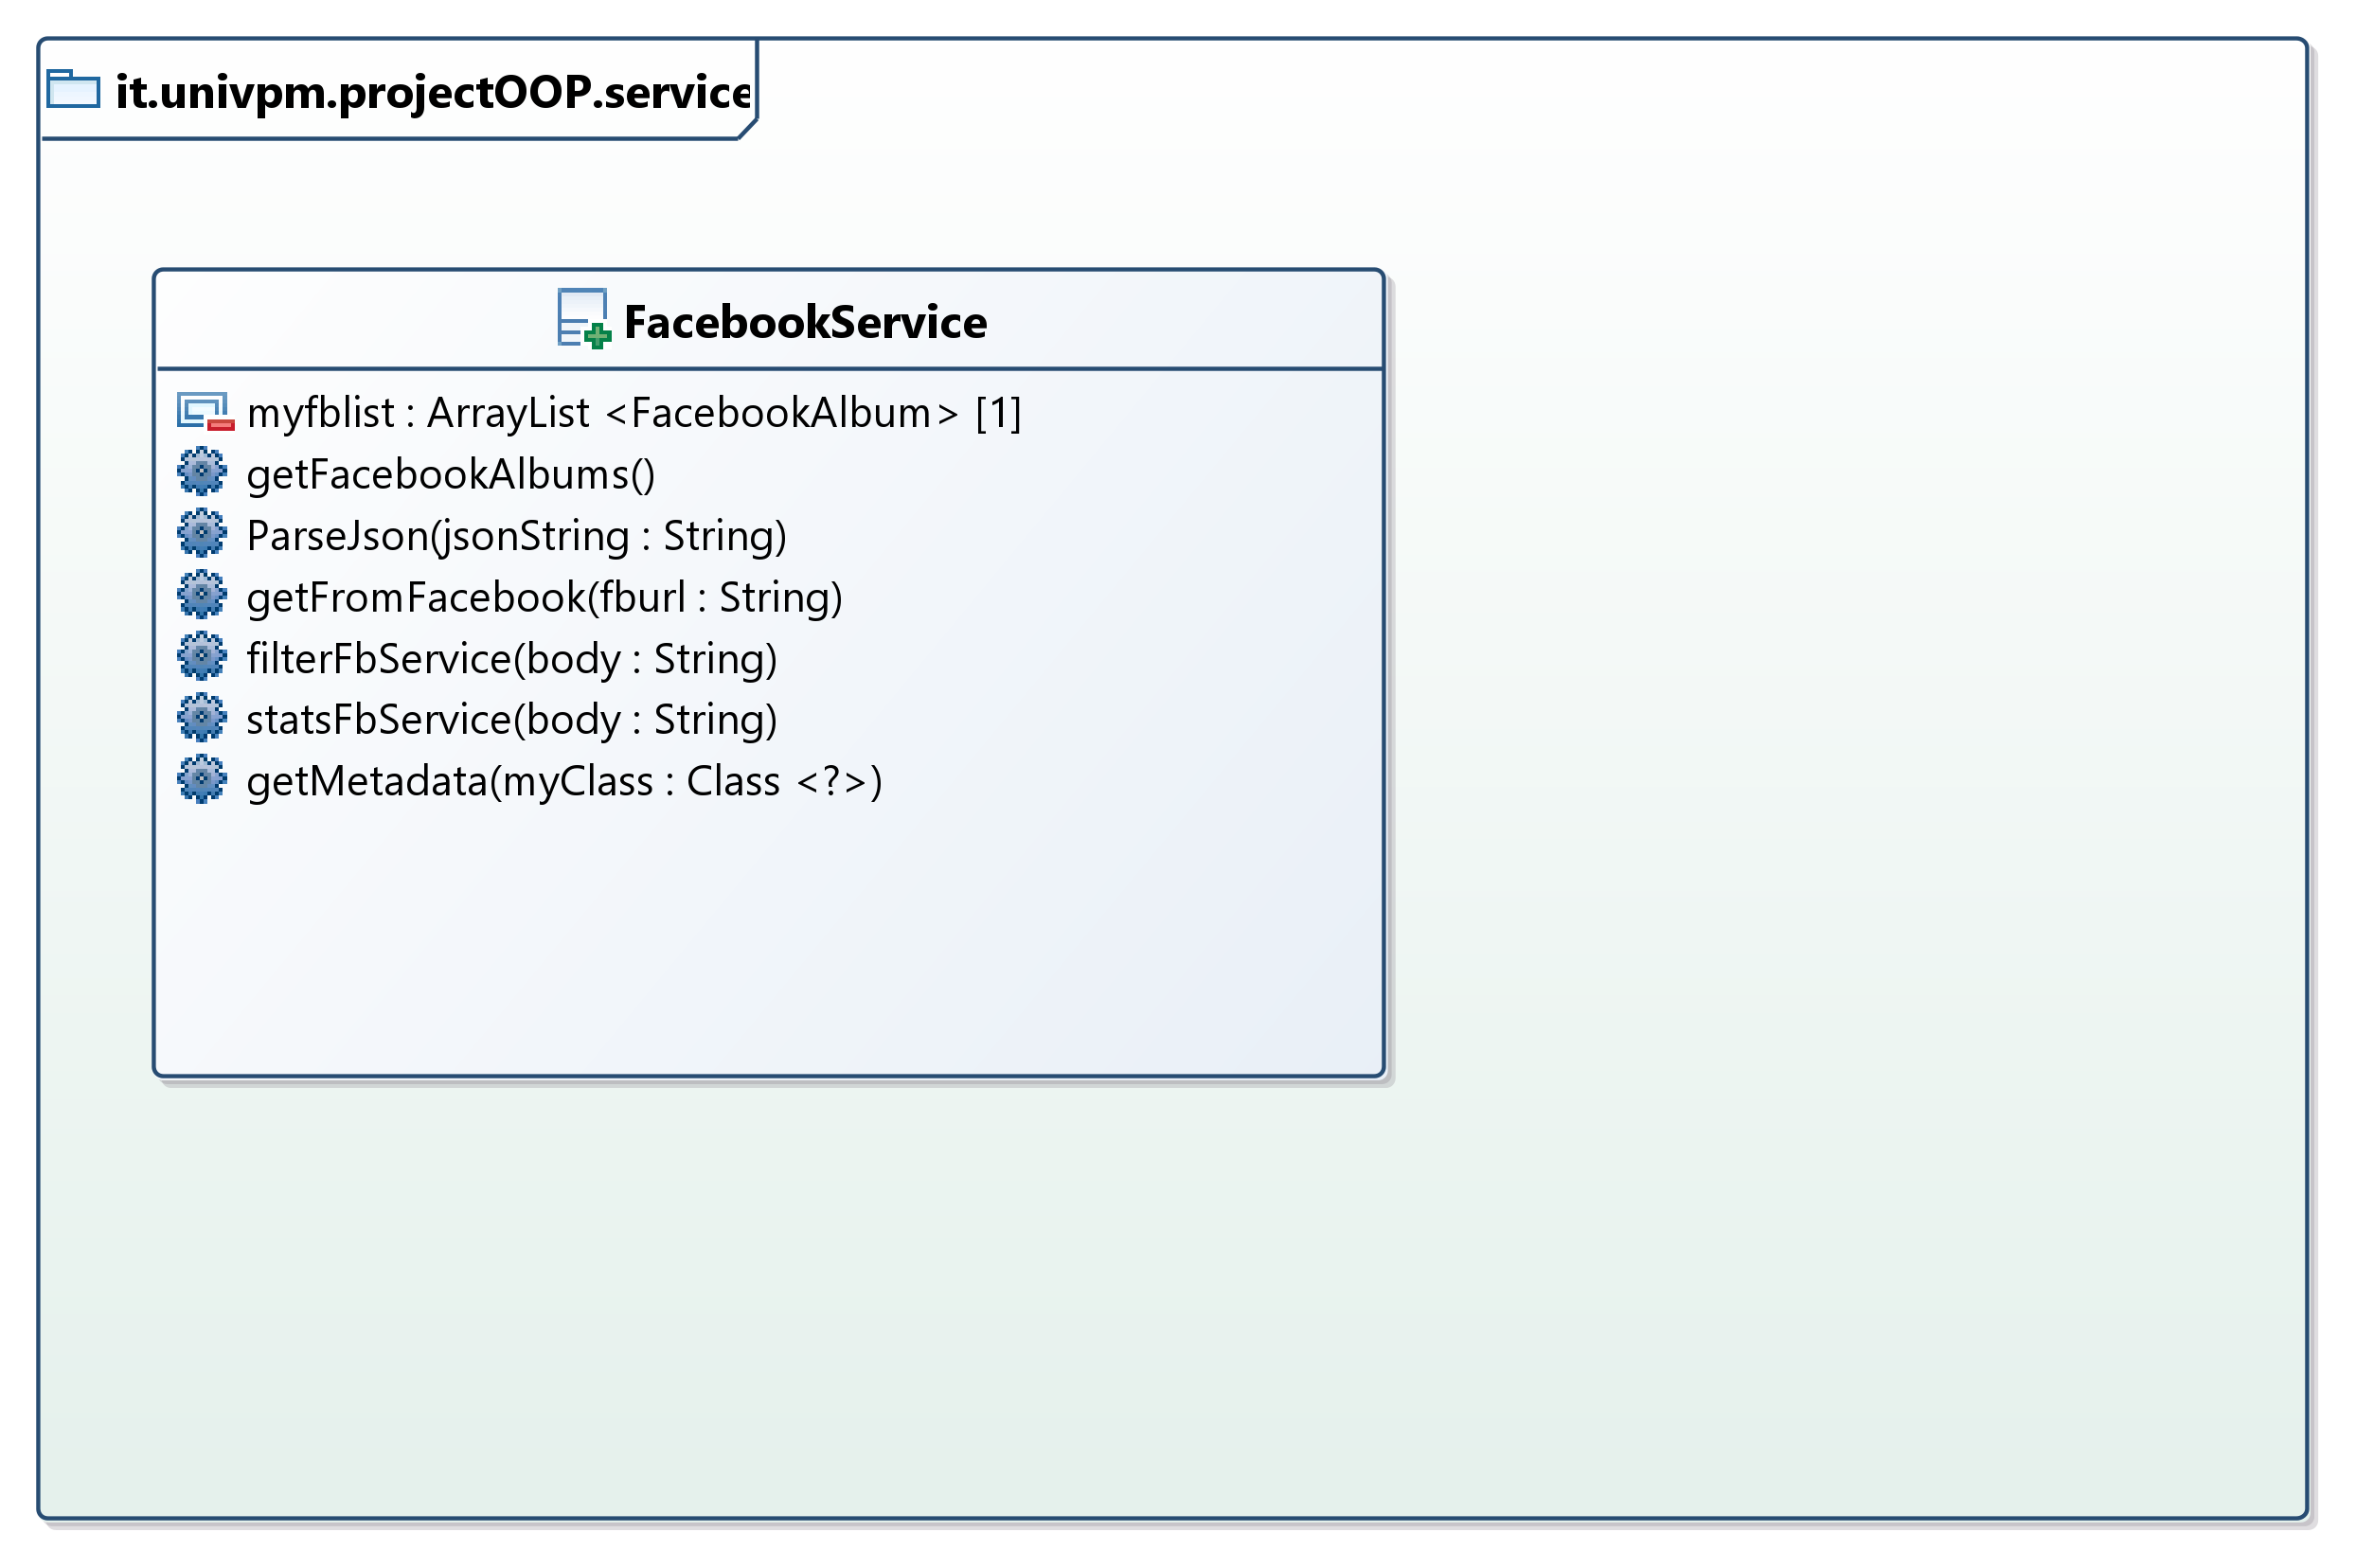 it.univpm.projectOOP.service
FacebookService
myfblist : ArrayList <FacebookAlbum> [1]
getFacebookAlbums()
ParseJson(jsonString : String)
getFromFacebook(fburl : String)
filterFbService(body : String)
statsFbService(body : String)
getMetadata(myClass : Class <?>)